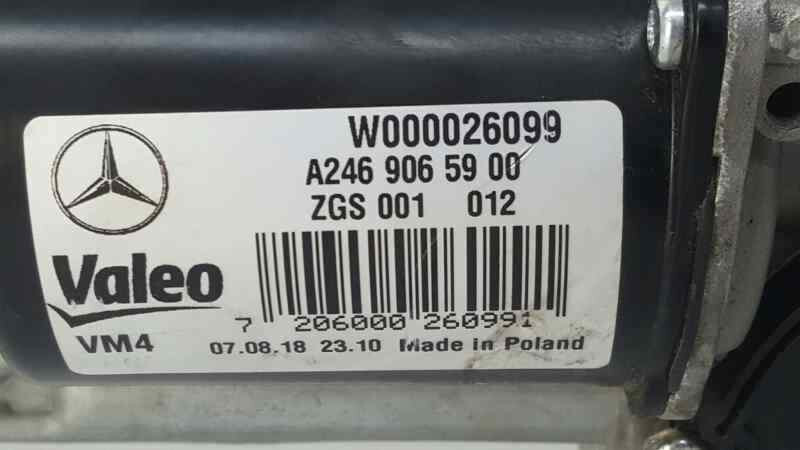 W000026099
A246 906 59 00
ZGS 001 012
Valeo
7 206000 260991
VM4
07.08.18 23.10 Made in Poland